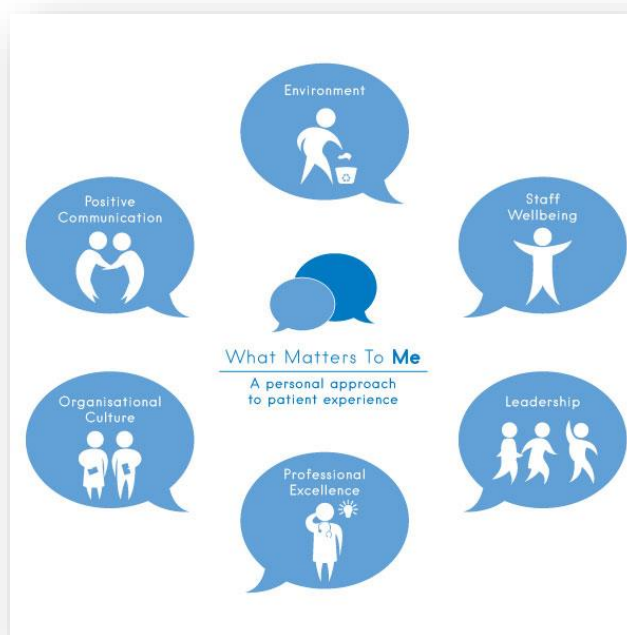 Environment
Positive
Communication
Staff
Wellbeing
What Matters To Me
A personal approach
to patient experience
Organisational
Culture
Leadership
Professional
Excellence